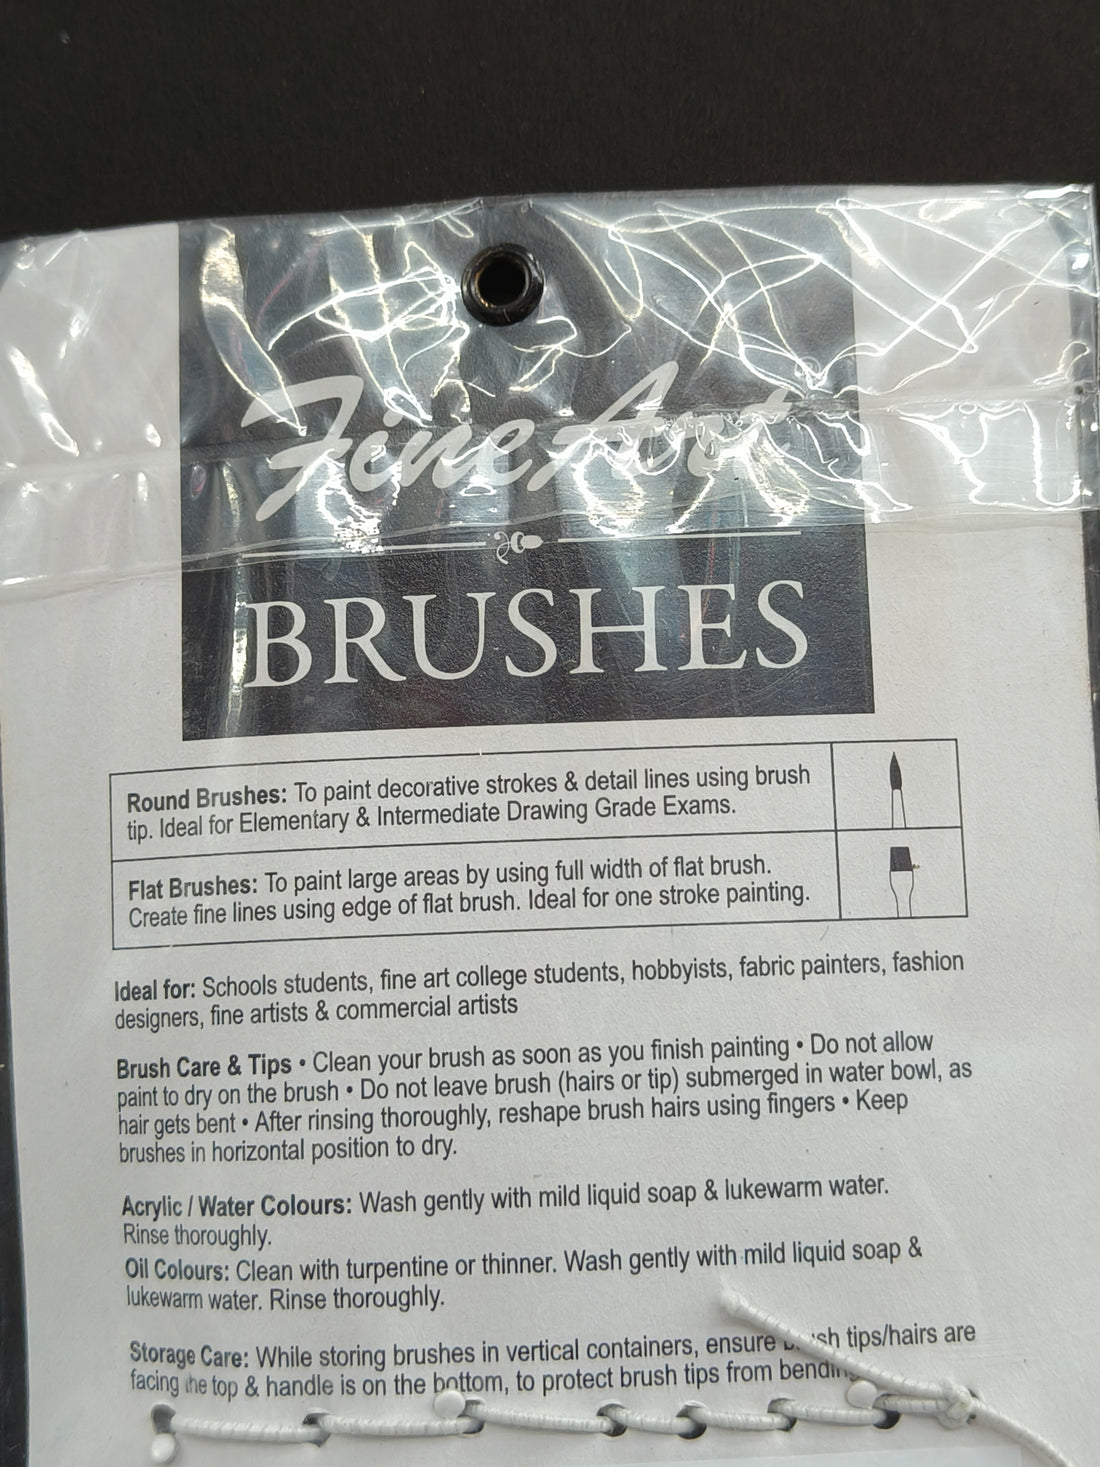 Fine Art
BRUSHES
Round Brushes: To paint decorative strokes & detail lines using brush
tip. Ideal for Elementary & Intermediate Drawing Grade Exams.
Flat Brushes: To paint large areas by using full width of flat brush.
Create fine lines using edge of flat brush. Ideal for one stroke painting.
Ideal for: Schools students, fine art college students, hobbyists, fabric painters, fashion
designers, fine artists & commercial artists
Brush Care & Tips • Clean your brush as soon as you finish painting • Do not allow
paint to dry on the brush • Do not leave brush (hairs or tip) submerged in water bowl, as
hair gets bent • After rinsing thoroughly, reshape brush hairs using fingers • Keep
brushes in horizontal position to dry.
Acrylic / Water Colours: Wash gently with mild liquid soap & lukewarm water.
Rinse thoroughly.
Oil Colours: Clean with turpentine or thinner. Wash gently with mild liquid soap &
lukewarm water. Rinse thoroughly.
Storage Care: While storing brushes in vertical containers, ensure brush tips/hairs are
facing the top & handle is on the bottom, to protect brush tips from bending